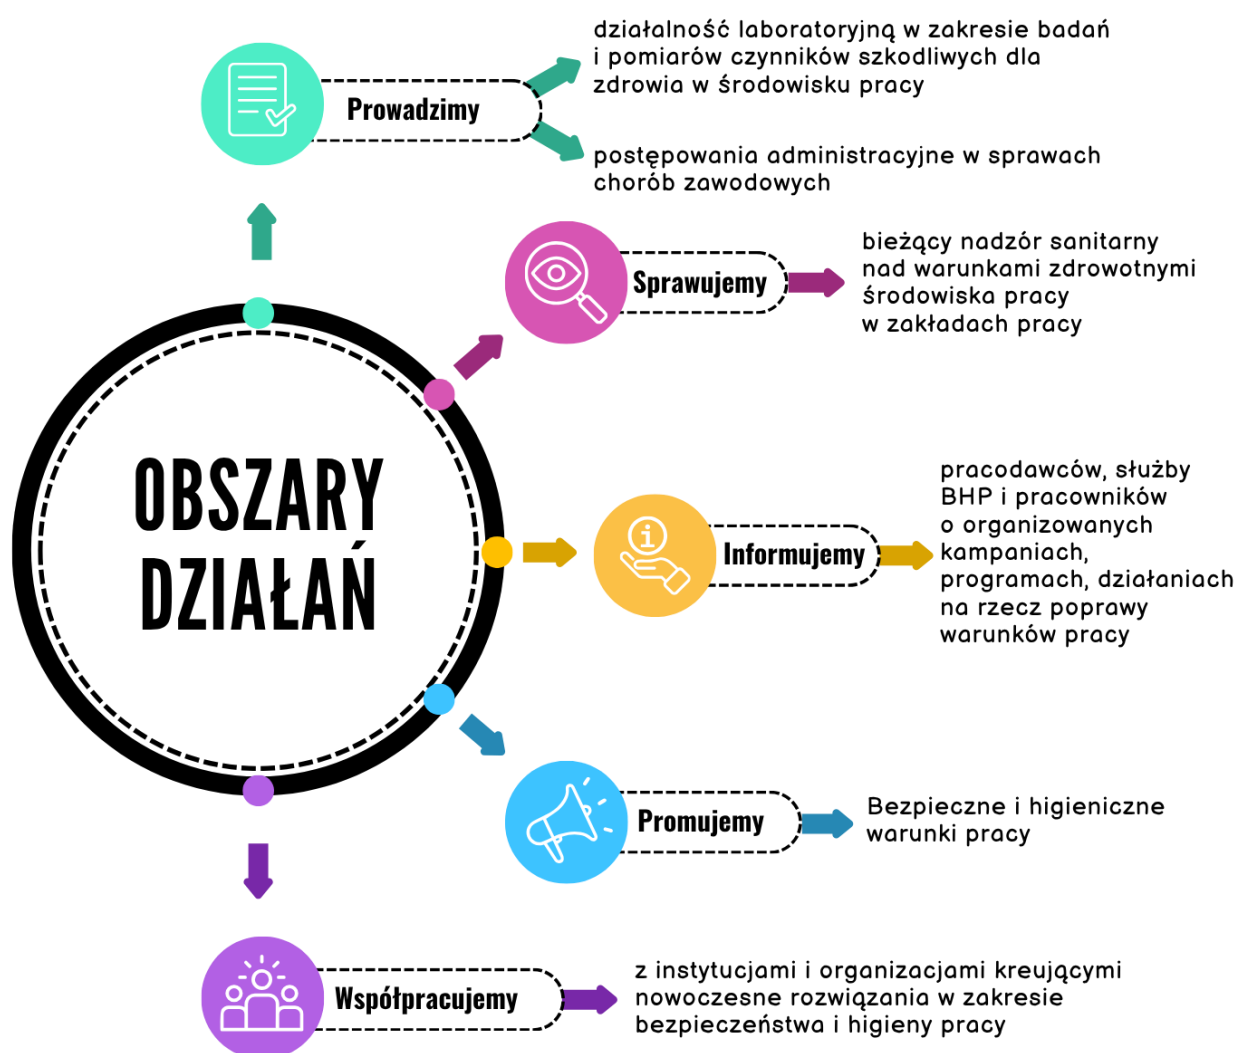 działalność laboratoryjną w zakresie badań
i pomiarów czynników szkodliwych dla
zdrowia w środowisku pracy
Prowadzimy
postępowania administracyjne w sprawach
chorób zawodowych
bieżący nadzór sanitarny
nad warunkami zdrowotnymi
środowiska pracy
w zakładach pracy
Sprawujemy
OBSZARY
DZIAŁAŃ
pracodawców, służby
BHP i pracowników
o organizowanych
kampaniach,
programach, działaniach
na rzecz poprawy
warunków pracy
Informujemy
Promujemy
Bezpieczne i higieniczne
warunki pracy
Współpracujemy
z instytucjami i organizacjami kreującymi
nowoczesne rozwiązania w zakresie
bezpieczeństwa i higieny pracy